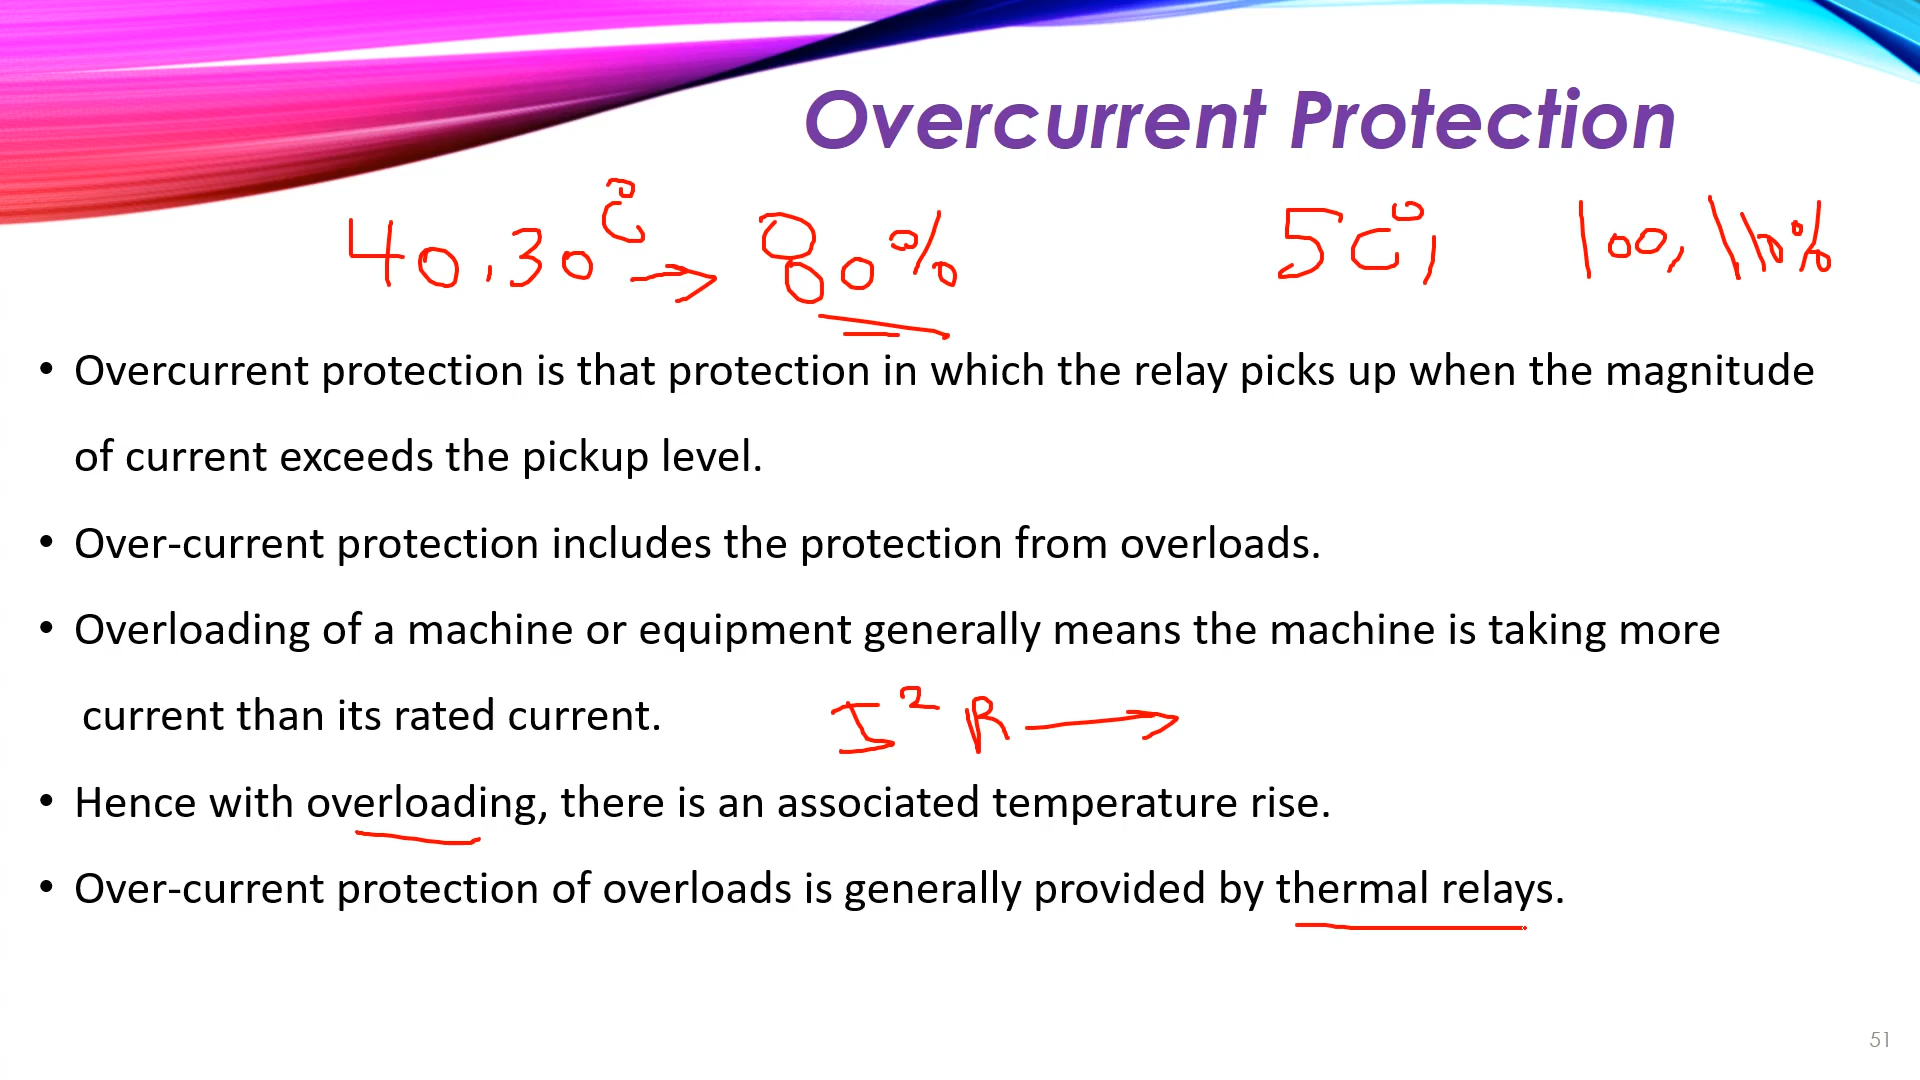 Overcurrent Protection
40,30 C° → 80% 5C°, 100, 110%
• Overcurrent protection is that protection in which the relay picks up when the magnitude
of current exceeds the pickup level.
• Over-current protection includes the protection from overloads.
• Overloading of a machine or equipment generally means the machine is taking more
current than its rated current.
I² R →
• Hence with overloading, there is an associated temperature rise.
• Over-current protection of overloads is generally provided by thermal relays.
51